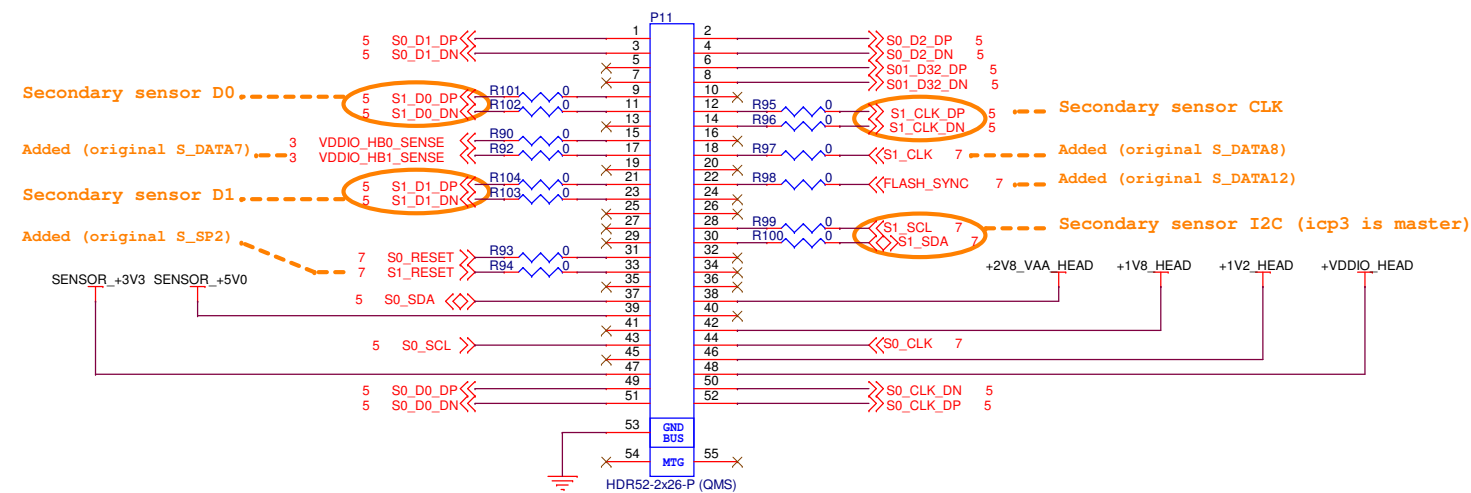 P11
1 2
5 S0_D1_DP S0_D2_DP 5
3 4
5 S0_D1_DN S0_D2_DN 5
5 6
S01_D32_DP 5
7 8
S01_D32_DN 5
Secondary sensor D0 5 S1_D0_DP R101 0 9 10
5 S1_D0_DN R102 0 11 12 R95 0 S1_CLK_DP 5 Secondary sensor CLK
13 14 R96 0 S1_CLK_DN 5
3 VDDIO_HB0_SENSE R90 0 15 16
Added (original S_DATA7) 3 VDDIO_HB1_SENSE R92 0 17 18 R97 0 S1_CLK 7 Added (original S_DATA8)
19 20
Secondary sensor D1 5 S1_D1_DP R104 0 21 22 R98 0 FLASH_SYNC 7 Added (original S_DATA12)
5 S1_D1_DN R103 0 23 24
25 26
27 28 R99 0 S1_SCL 7 Secondary sensor I2C (icp3 is master)
Added (original S_SP2) 29 30 R100 0 S1_SDA 7
7 S0_RESET R93 0 31 32
7 S1_RESET R94 0 33 34
SENSOR_+3V3 SENSOR_+5V0 35 36 +2V8_VAA_HEAD +1V8_HEAD +1V2_HEAD +VDDIO_HEAD
5 S0_SDA 37 38
39 40
41 42
5 S0_SCL 43 44 S0_CLK 7
45 46
47 48
5 S0_D0_DP 49 50 S0_CLK_DN 5
5 S0_D0_DN 51 52 S0_CLK_DP 5
53 GND
BUS
54 MTG 55
HDR52-2x26-P (QMS)